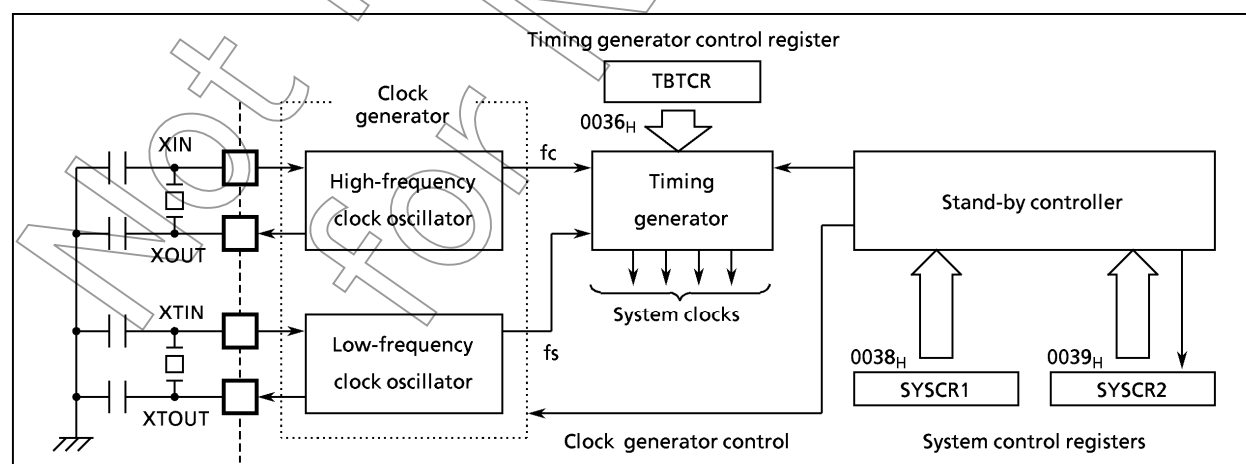 Timing generator control register
TBTCR
0036H
Clock
generator
XIN
XOUT
High-frequency
clock oscillator
fc
Timing
generator
Stand-by controller
System clocks
XTIN
XTOUT
Low-frequency
clock oscillator
fs
0038H
SYSCR1
0039H
SYSCR2
Clock generator control
System control registers
Not
for